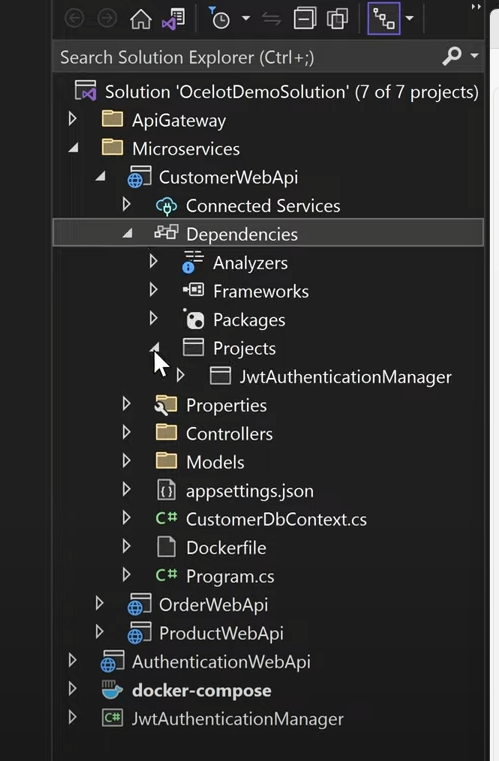 Search Solution Explorer (Ctrl+;)
Solution 'OcelotDemoSolution' (7 of 7 projects)
ApiGateway
Microservices
CustomerWebApi
Connected Services
Dependencies
Analyzers
Frameworks
Packages
Projects
JwtAuthenticationManager
Properties
Controllers
Models
appsettings.json
C# CustomerDbContext.cs
Dockerfile
C# Program.cs
OrderWebApi
ProductWebApi
AuthenticationWebApi
docker-compose
C# JwtAuthenticationManager